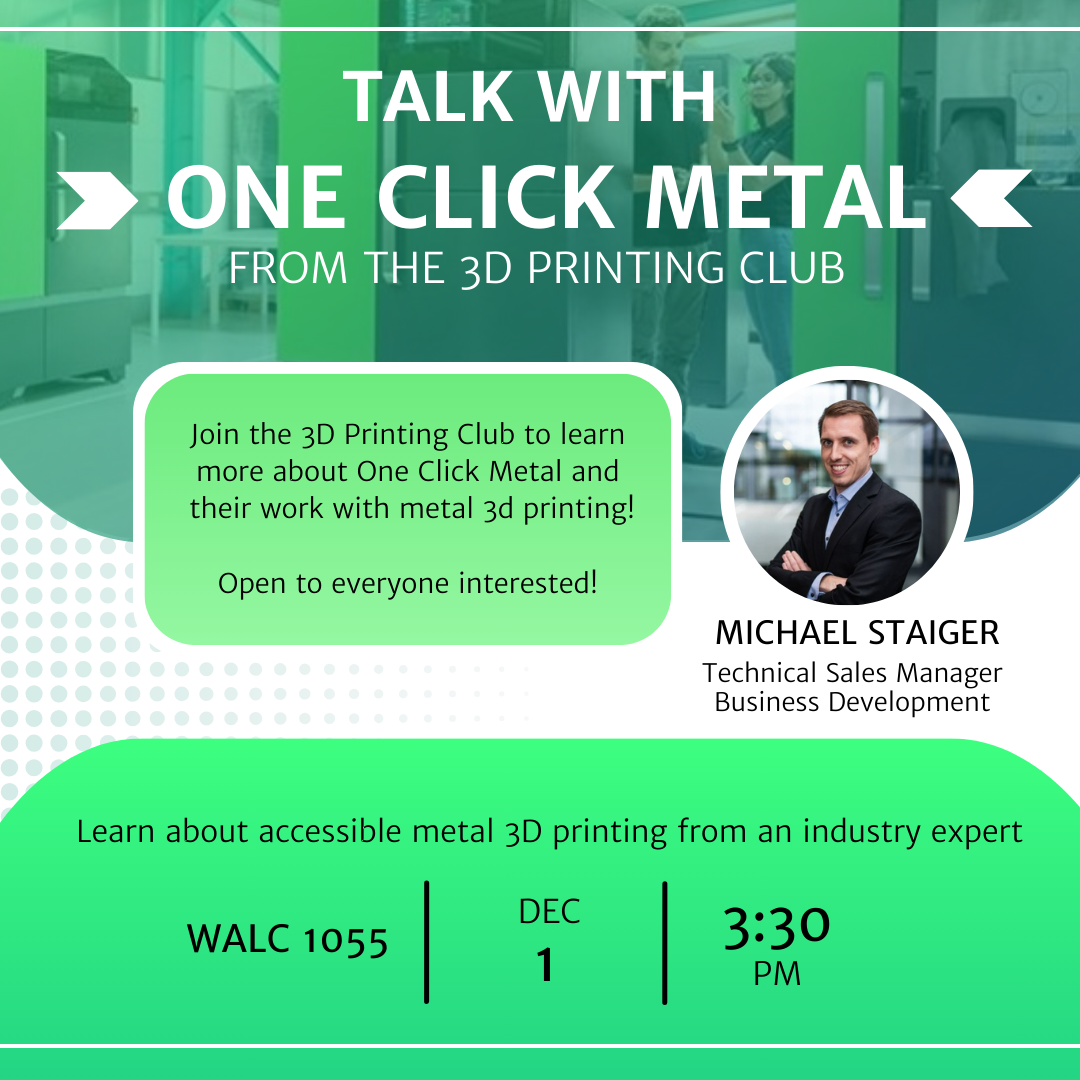 TALK WITH
ONE CLICK METAL
FROM THE 3D PRINTING CLUB
Join the 3D Printing Club to learn
more about One Click Metal and
their work with metal 3d printing!
Open to everyone interested!
MICHAEL STAIGER
Technical Sales Manager
Business Development
Learn about accessible metal 3D printing from an industry expert
WALC 1055
DEC
1
3:30
PM